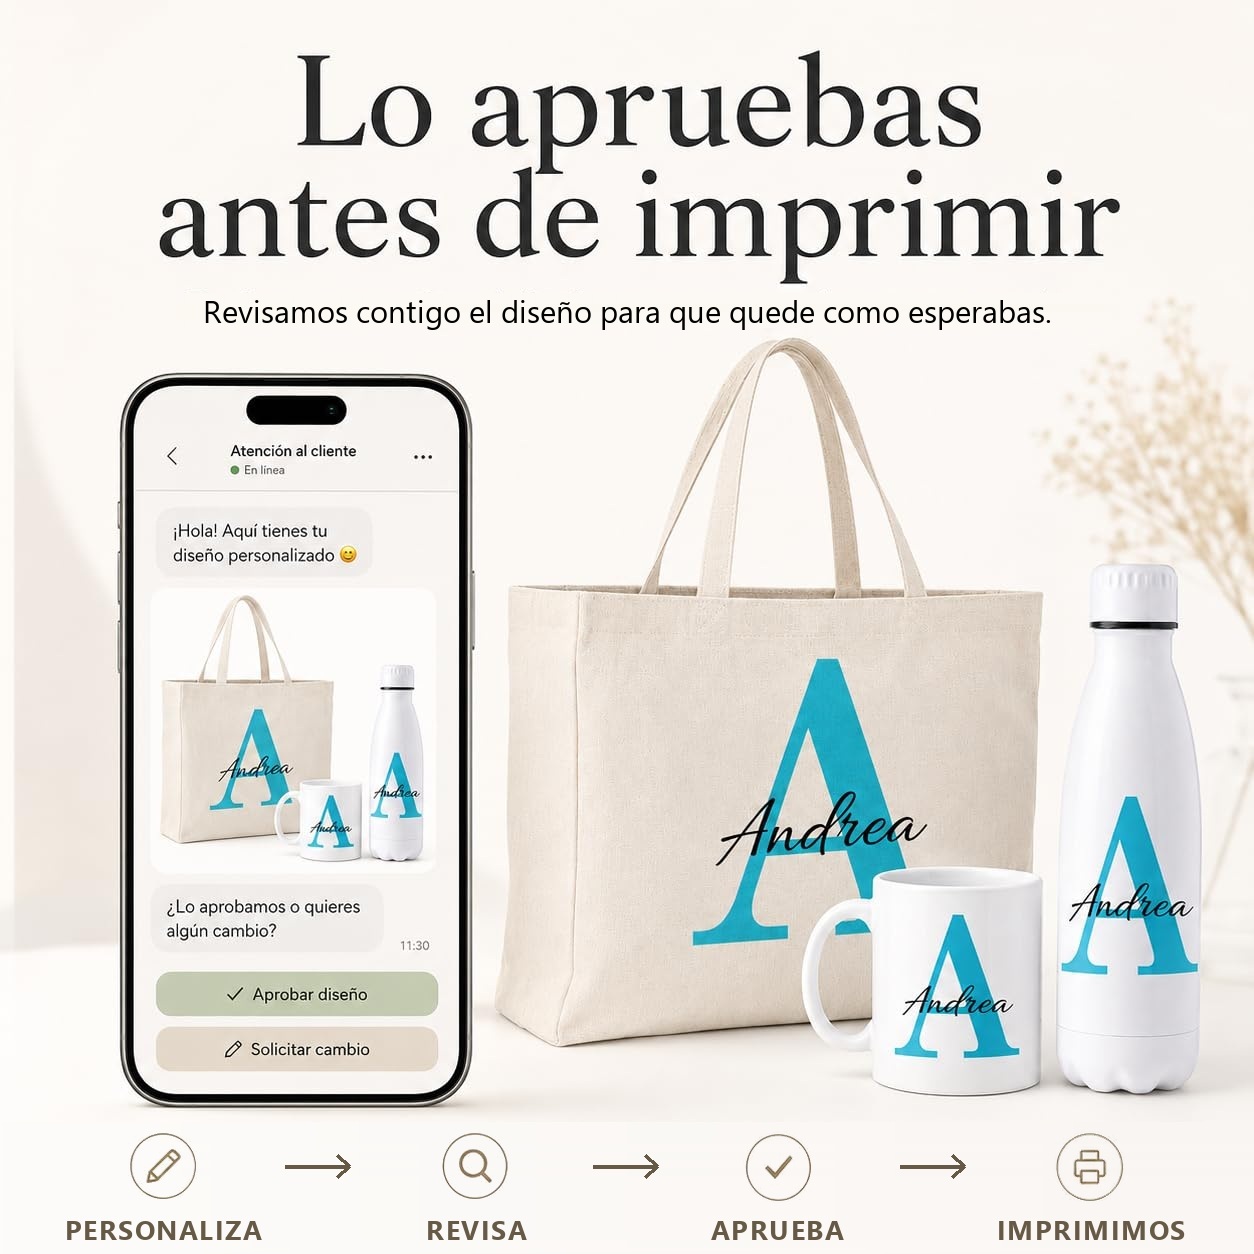 Lo apruebas
antes de imprimir
Revisamos contigo el diseño para que quede como esperabas.
Atención al cliente
En línea
¡Hola! Aquí tienes tu
diseño personalizado 😊
A
Andrea
A
Andrea
A
Andrea
¿Lo aprobamos o quieres
algún cambio?
11:30
Aprobar diseño
Solicitar cambio
A
Andrea
A
Andrea
A
Andrea
PERSONALIZA
REVISA
APRUEBA
IMPRIMIMOS